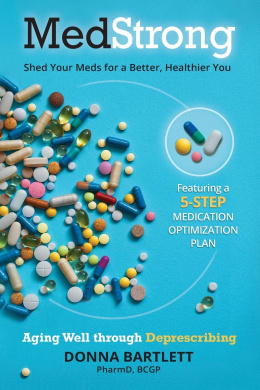 MedStrong
Shed Your Meds for a Better, Healthier You
Featuring a
5-STEP
MEDICATION
OPTIMIZATION
PLAN
Aging Well through Deprescribing
DONNA BARTLETT
PharmD, BCGP